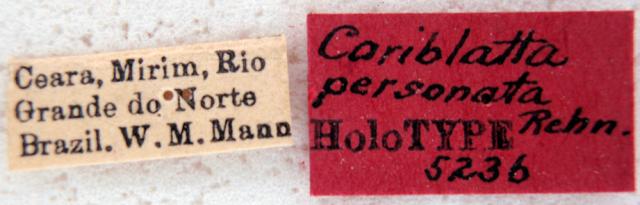 Ceara, Mirim, Rio
Grande do Norte
Brazil. W. M. Mann
Cariblatta
personata
HoloTYPE Rehn.
5236